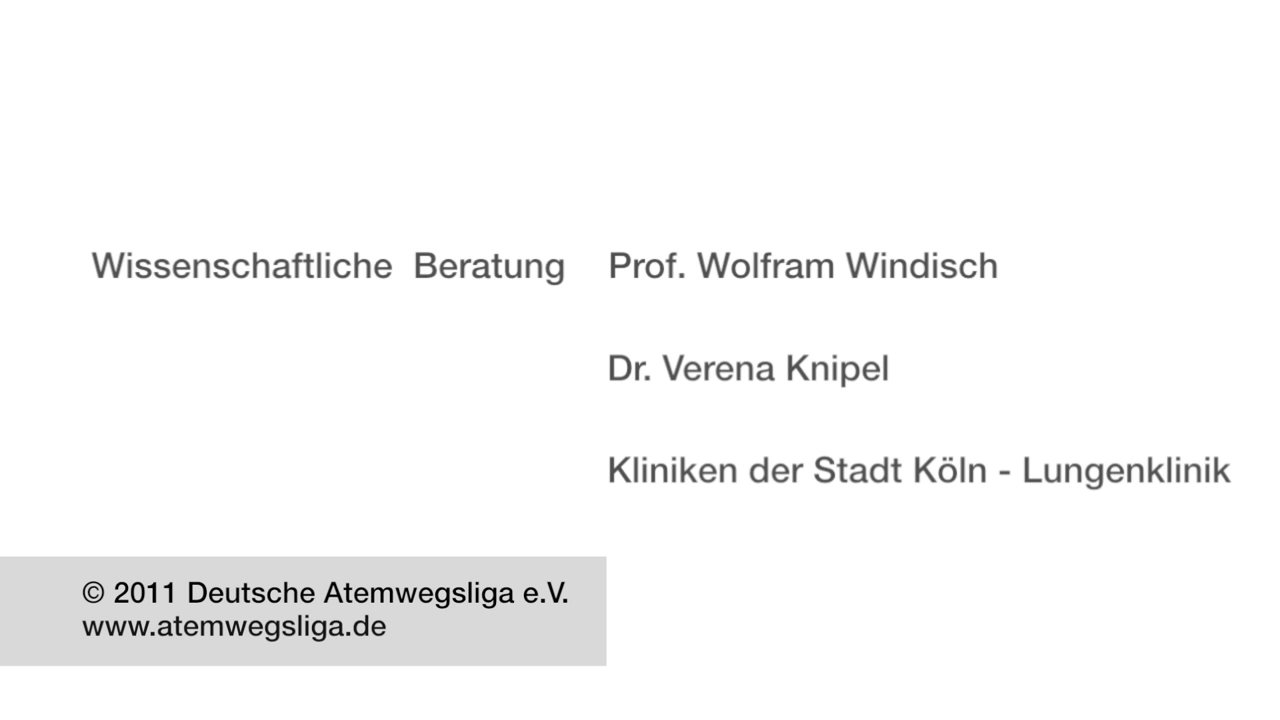 Wissenschaftliche Beratung Prof. Wolfram Windisch
Dr. Verena Knipel
Kliniken der Stadt Köln - Lungenklinik
© 2011 Deutsche Atemwegsliga e.V.
www.atemwegsliga.de